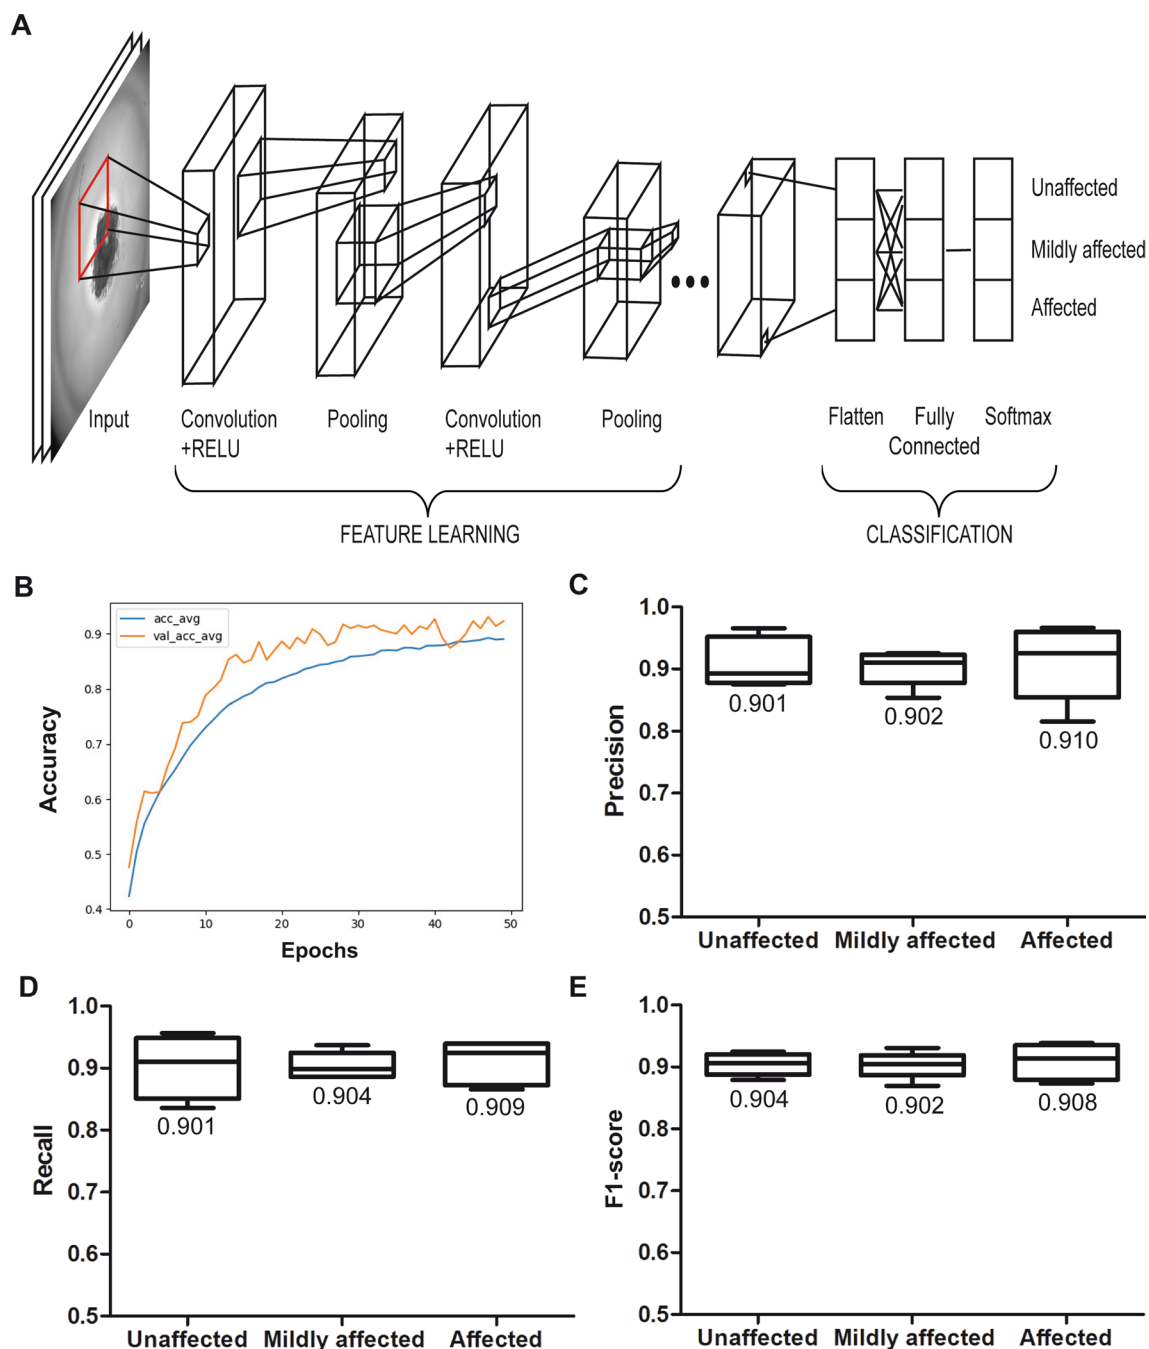 A
Unaffected
Mildly affected
Affected
Input
Convolution
+RELU
Pooling
Convolution
+RELU
Pooling
Flatten
Fully
Connected
Softmax
FEATURE LEARNING
CLASSIFICATION
B
acc_avg
val_acc_avg
0.9
0.8
0.7
0.6
0.5
0.4
0
10
20
30
40
50
Accuracy
Epochs
C
1.0
0.9
0.8
0.7
0.6
0.5
Precision
0.901
0.902
0.910
Unaffected
Mildly affected
Affected
D
1.0
0.9
0.8
0.7
0.6
0.5
Recall
0.901
0.904
0.909
Unaffected
Mildly affected
Affected
E
1.0
0.9
0.8
0.7
0.6
0.5
F1-score
0.904
0.902
0.908
Unaffected
Mildly affected
Affected